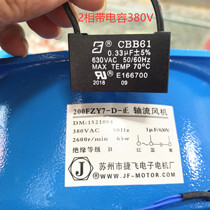 2相带电容380V
CBB61
0.33μF±5%
630VAC 50/60Hz
MAX TEMP 70°C
E166700
2018 09
200FZY7-D-正 轴流风机
380VAC
2600r/min 65w
绝缘等级
苏州市捷飞电子电机厂
www.JF-MOTOR.COM